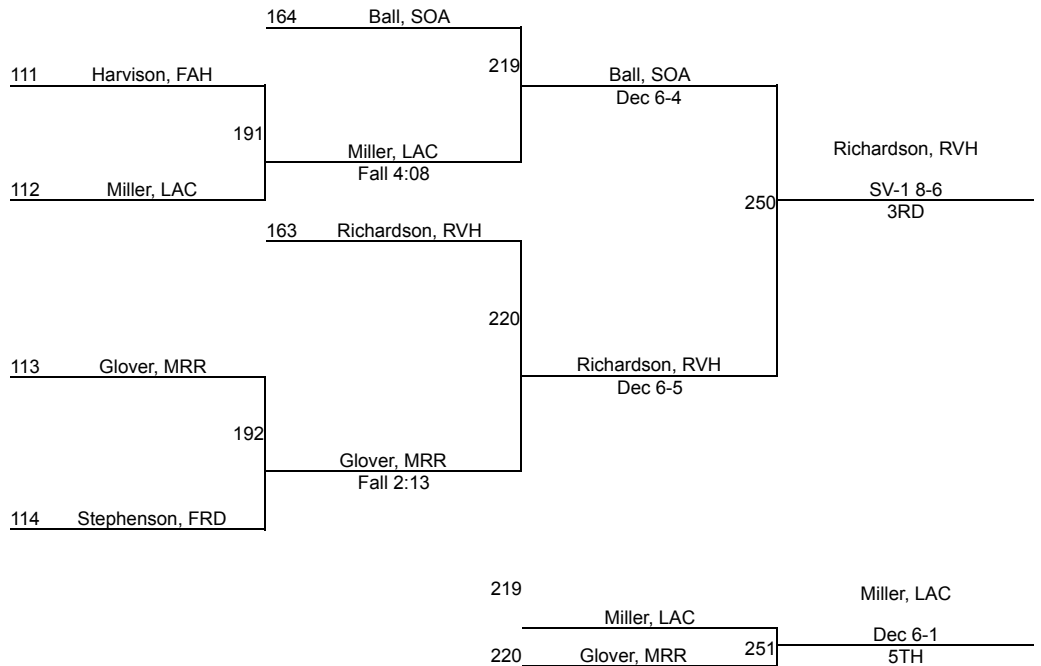 164 Ball, SOA
219
111 Harvison, FAH
Ball, SOA
Dec 6-4
191
Miller, LAC
Fall 4:08
Richardson, RVH
112 Miller, LAC
250
SV-1 8-6
3RD
163 Richardson, RVH
220
113 Glover, MRR
Richardson, RVH
Dec 6-5
192
Glover, MRR
Fall 2:13
114 Stephenson, FRD
219
Miller, LAC
Miller, LAC
Dec 6-1
251
5TH
220 Glover, MRR